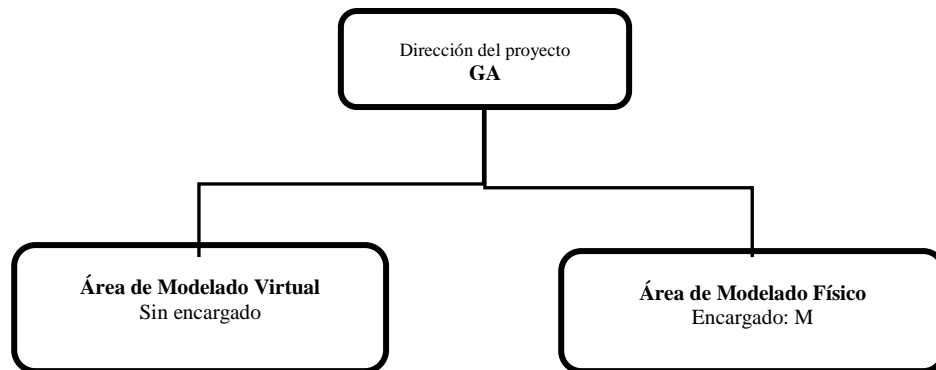 Dirección del proyecto
GA
Área de Modelado Virtual
Sin encargado
Área de Modelado Físico
Encargado: M